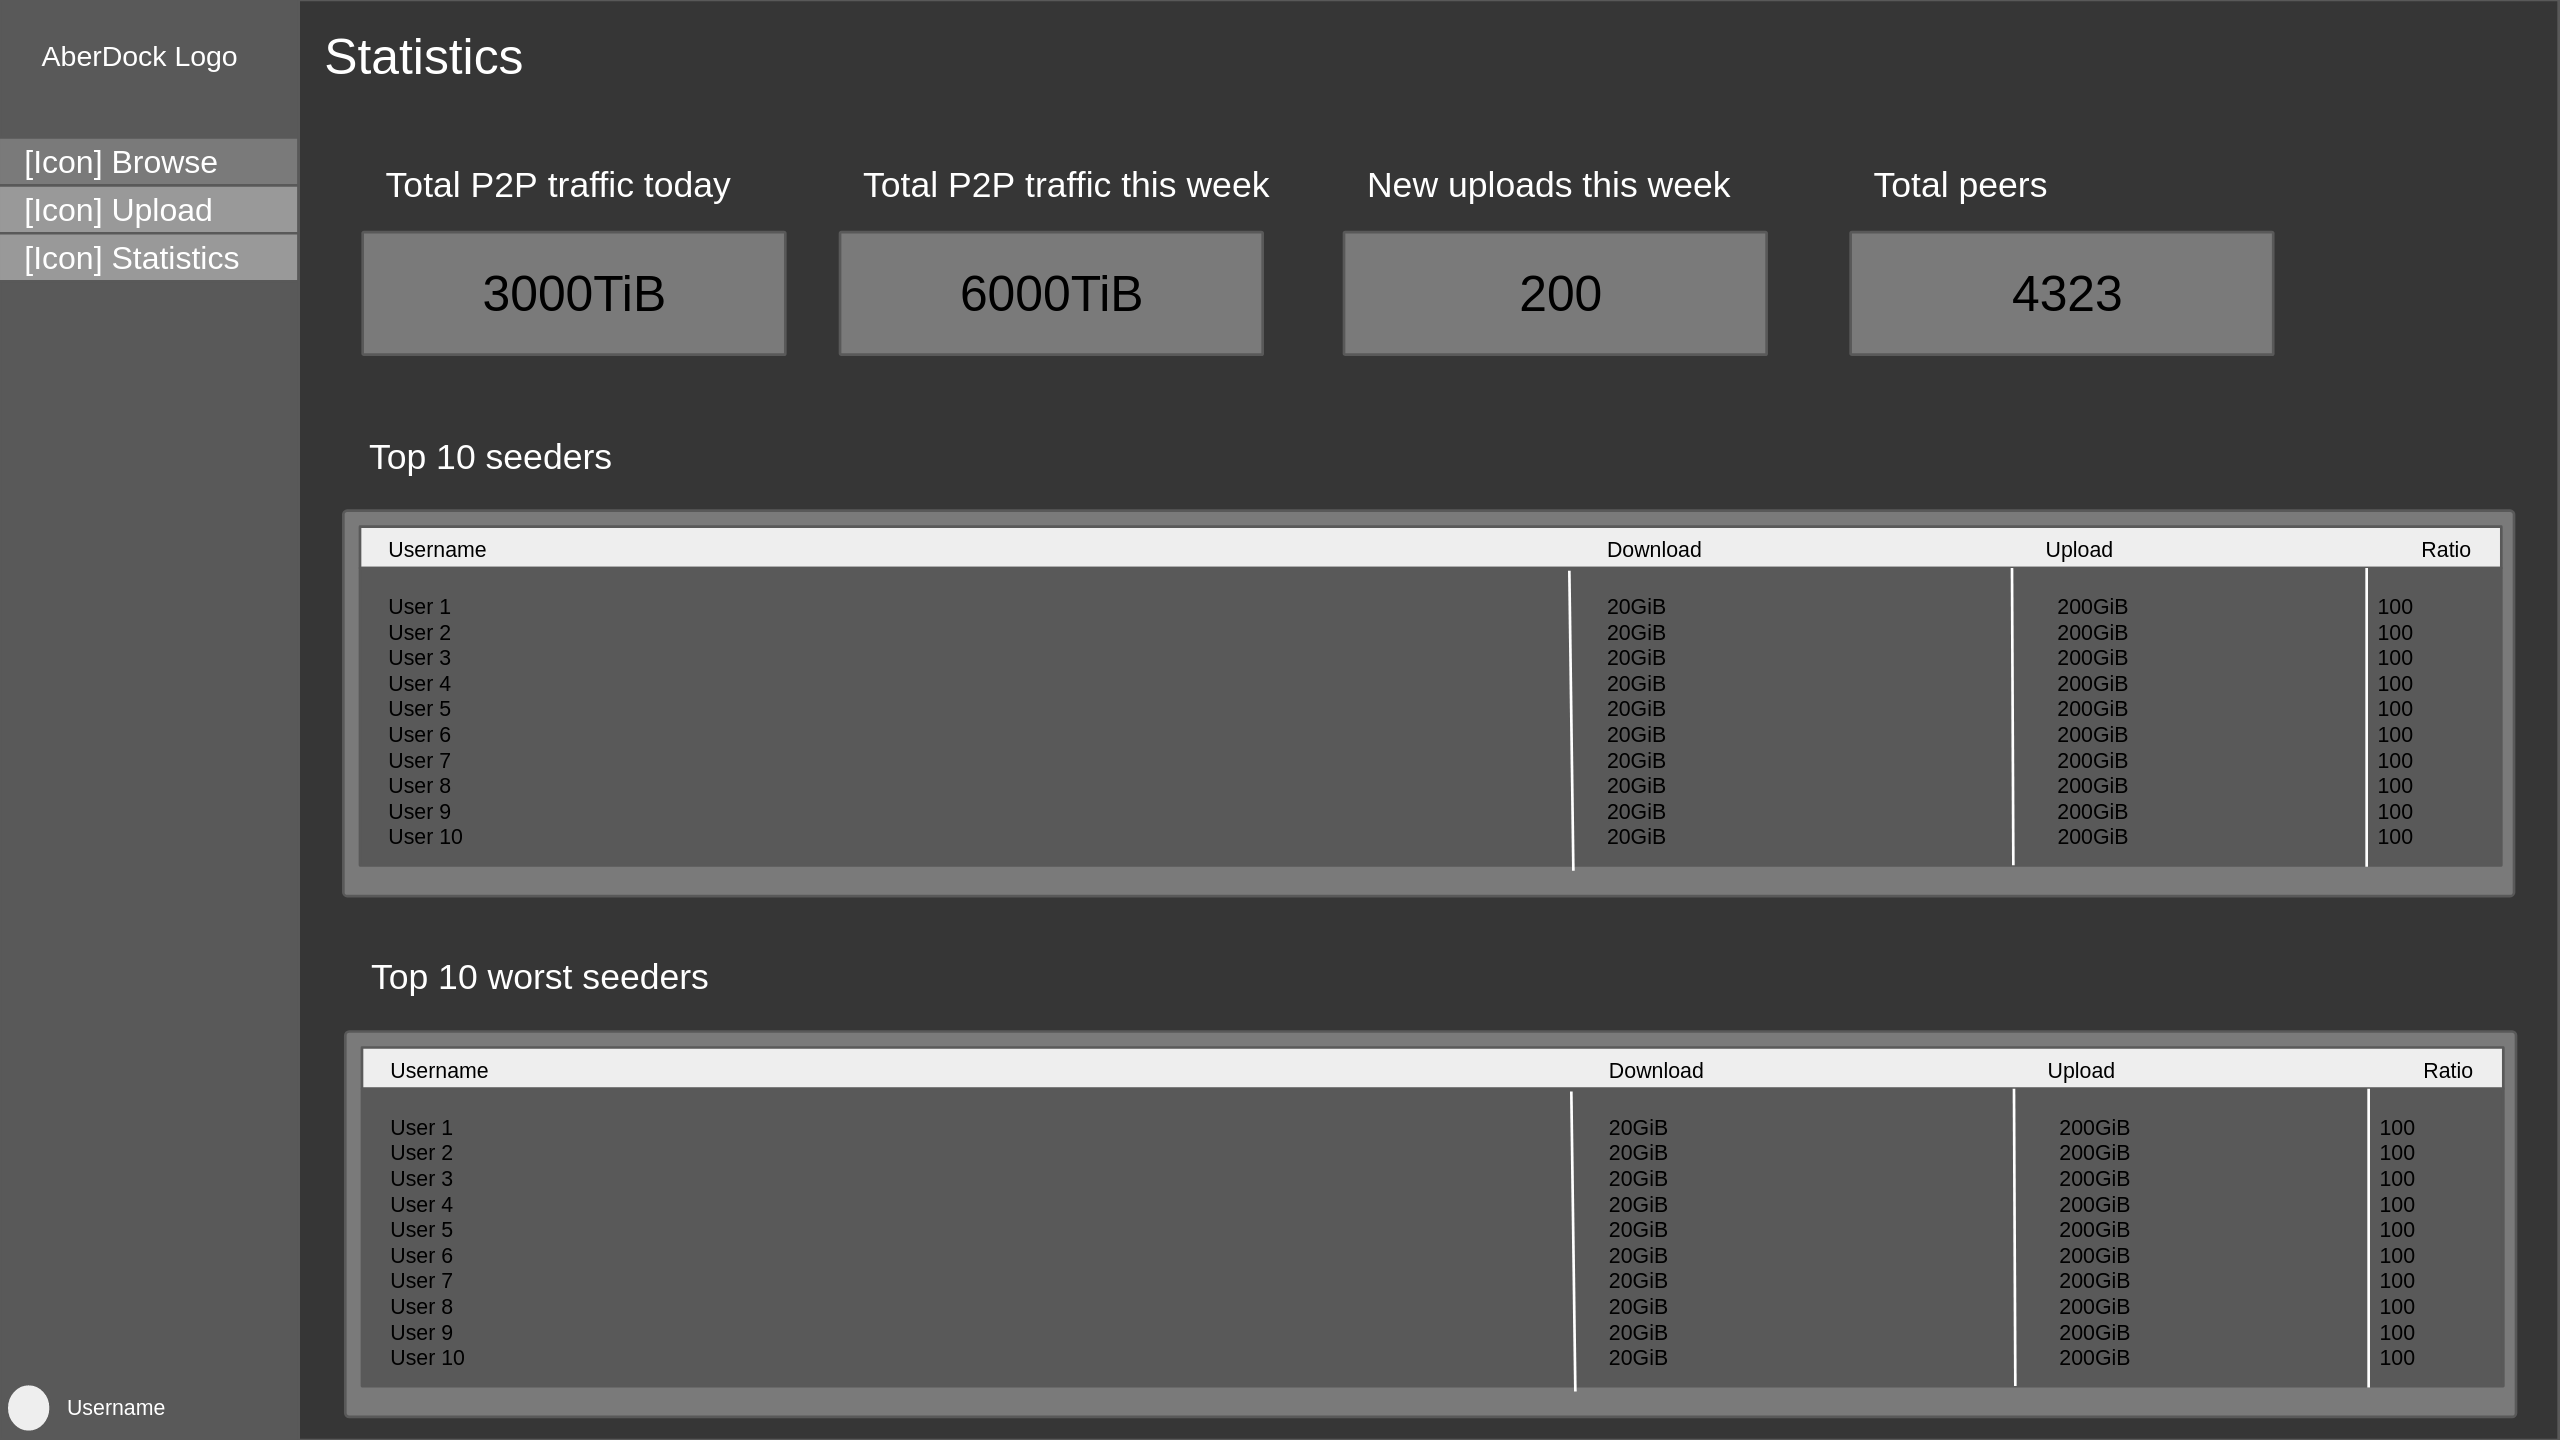 AberDock Logo
Statistics
[Icon] Browse
[Icon] Upload
[Icon] Statistics
Total P2P traffic today
Total P2P traffic this week
New uploads this week
Total peers
3000TiB
6000TiB
200
4323
Top 10 seeders
Username Download Upload Ratio
User 1 20GiB 200GiB 100
User 2 20GiB 200GiB 100
User 3 20GiB 200GiB 100
User 4 20GiB 200GiB 100
User 5 20GiB 200GiB 100
User 6 20GiB 200GiB 100
User 7 20GiB 200GiB 100
User 8 20GiB 200GiB 100
User 9 20GiB 200GiB 100
User 10 20GiB 200GiB 100
Top 10 worst seeders
Username Download Upload Ratio
User 1 20GiB 200GiB 100
User 2 20GiB 200GiB 100
User 3 20GiB 200GiB 100
User 4 20GiB 200GiB 100
User 5 20GiB 200GiB 100
User 6 20GiB 200GiB 100
User 7 20GiB 200GiB 100
User 8 20GiB 200GiB 100
User 9 20GiB 200GiB 100
User 10 20GiB 200GiB 100
Username